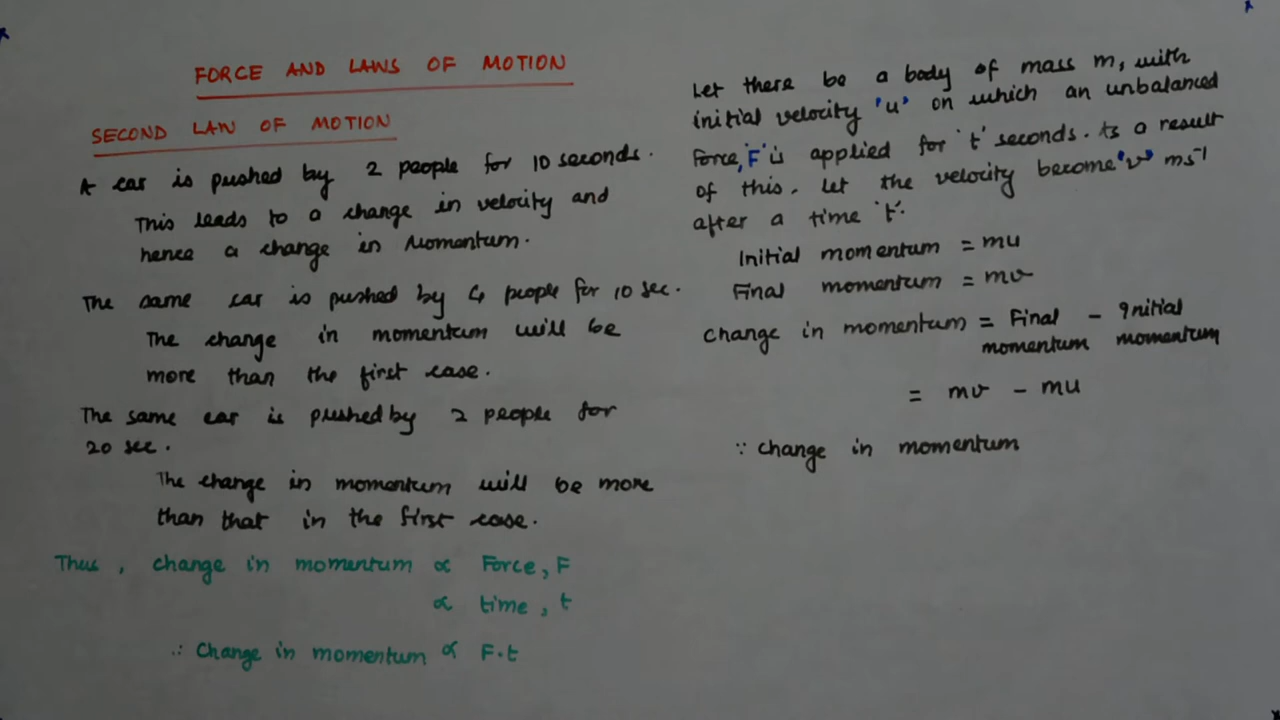 FORCE AND LAWS OF MOTION
SECOND LAW OF MOTION
A car is pushed by 2 people for 10 seconds.
This leads to a change in velocity and
hence a change in Momentum.
The same car is pushed by 4 people for 10 sec.
The change in momentum will be
more than the first case.
The same car is pushed by 2 people for
20 sec.
The change in momentum will be more
than that in the first case.
Thus, change in momentum ∝ Force, F
∝ time, t
∴ Change in momentum ∝ F.t
Let there be a body of mass m, with
initial velocity 'u' on which an unbalanced
Force, 'F' is applied for 't' seconds. As a result
of this, let the velocity become 'v' ms⁻¹
after a time 't'.
Initial momentum = mu
Final momentum = mv
Change in momentum = Final momentum - Initial momentum
= mv - mu
∵ change in momentum